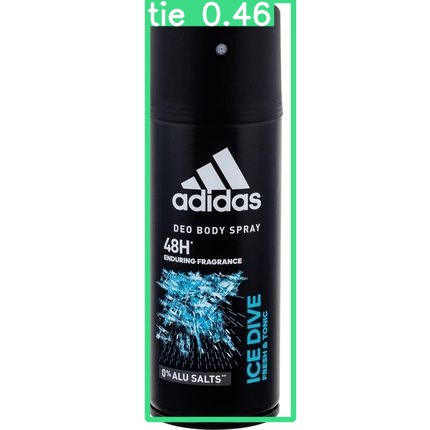 tie 0.46
adidas
DEO BODY SPRAY
48H*
ENDURING FRAGRANCE
ICE DIVE
FRESH & TONIC
0% ALU SALTS**